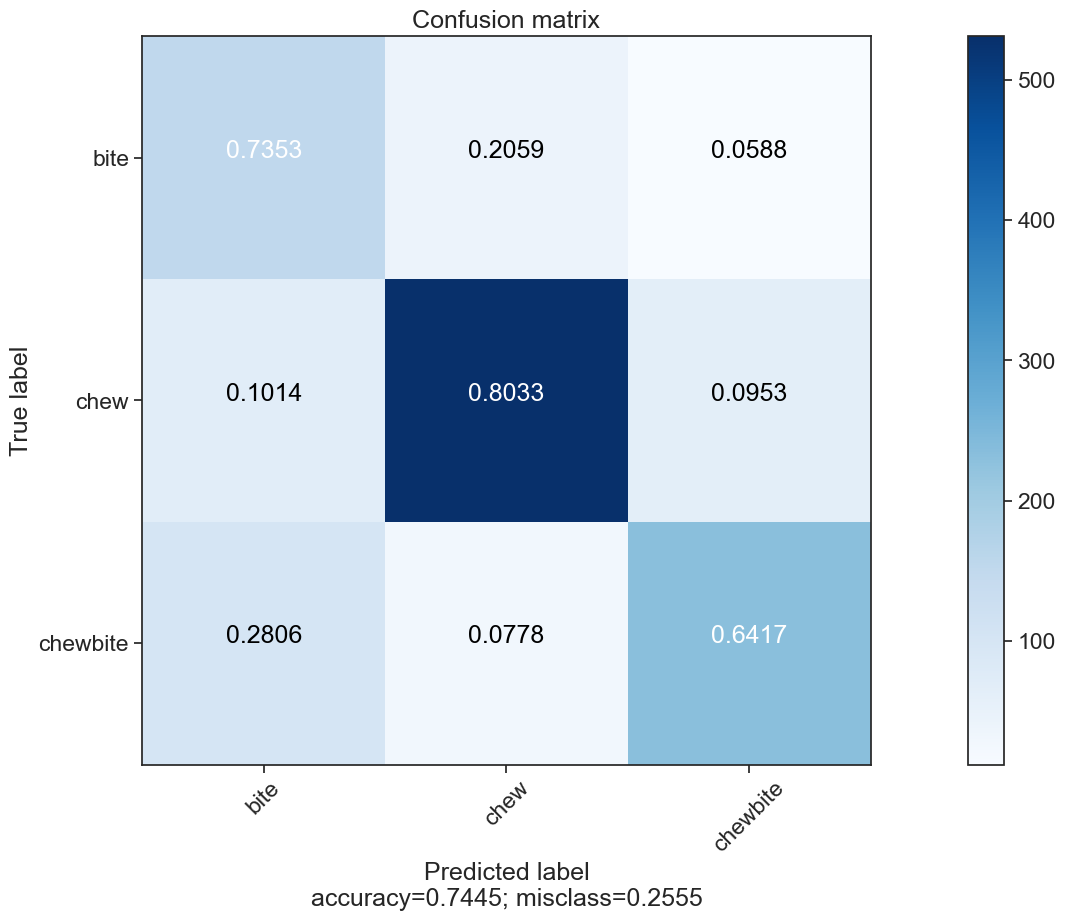 Confusion matrix
bite
0.7353 0.2059 0.0588
chew
0.1014 0.8033 0.0953
chewbite
0.2806 0.0778 0.6417
True label
bite chew chewbite
Predicted label
accuracy=0.7445; misclass=0.2555
500
400
300
200
100